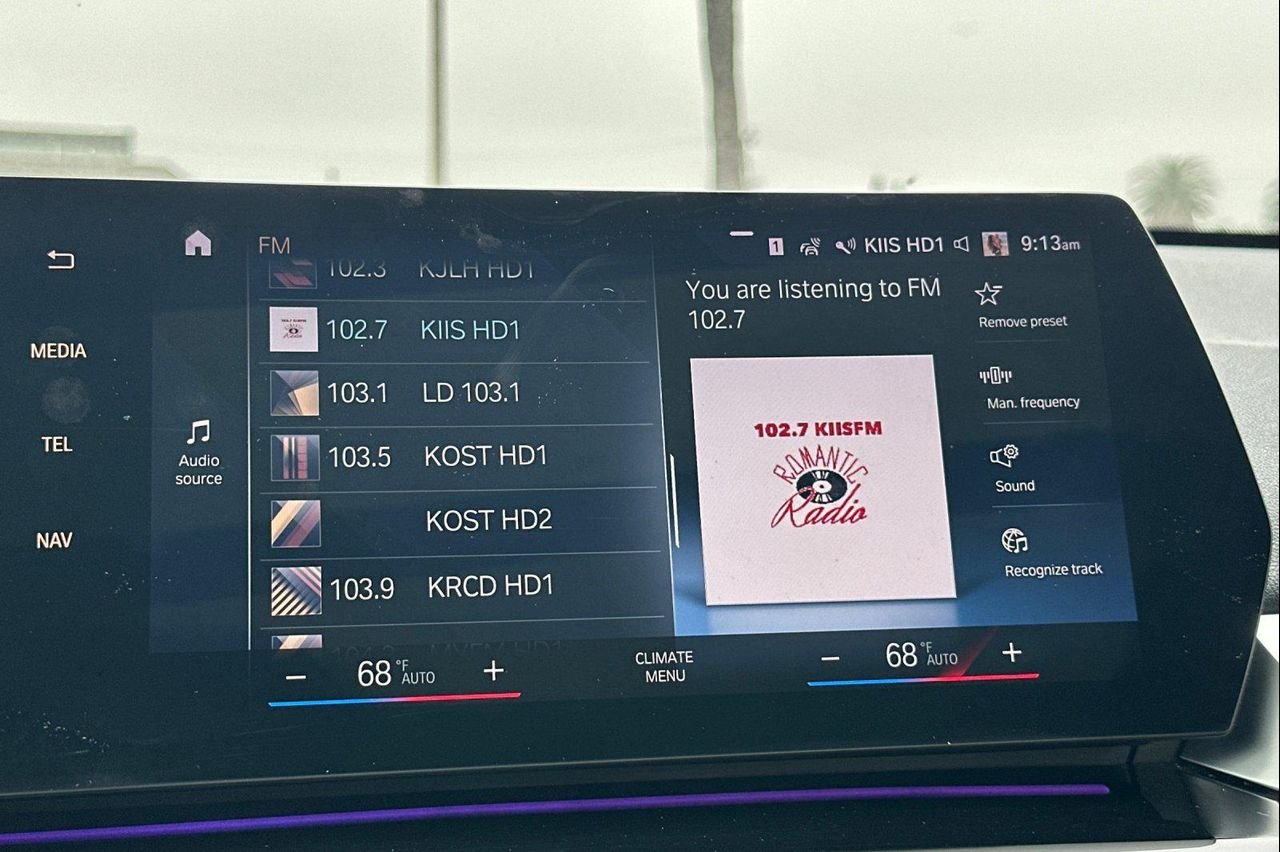 FM
1
KIIS HD1
9:13am
MEDIA
TEL
NAV
Audio
source
102.3 KJLH HD1
102.7 KIIS HD1
103.1 LD 103.1
103.5 KOST HD1
KOST HD2
103.9 KRCD HD1
You are listening to FM
102.7
102.7 KIISFM
ROMANTIC
Radio
Remove preset
Man. frequency
Sound
Recognize track
− 68 °F AUTO +
CLIMATE
MENU
− 68 °F AUTO +